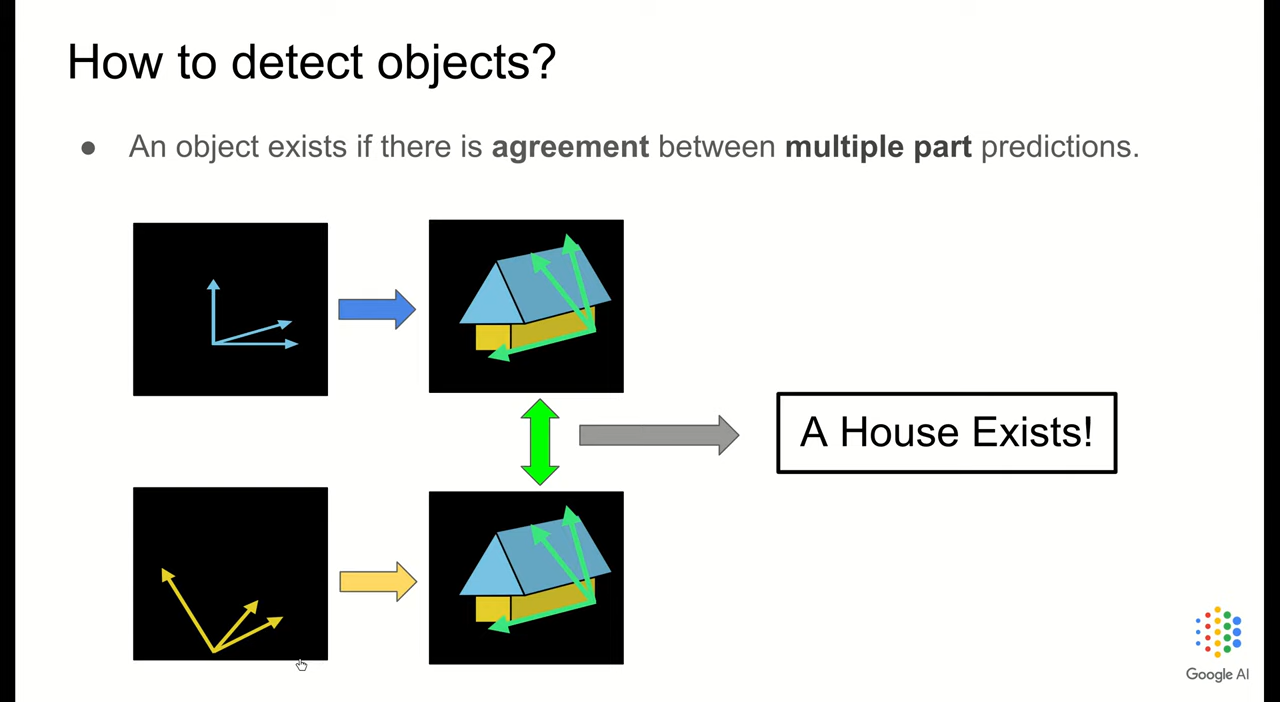 How to detect objects?
● An object exists if there is agreement between multiple part predictions.
A House Exists!
Google AI